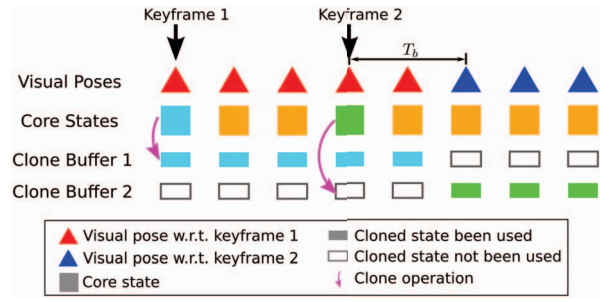 Keyframe 1
Keyframe 2
T_b
Visual Poses
Core States
Clone Buffer 1
Clone Buffer 2
Visual pose w.r.t. keyframe 1
Visual pose w.r.t. keyframe 2
Core state
Cloned state been used
Cloned state not been used
Clone operation